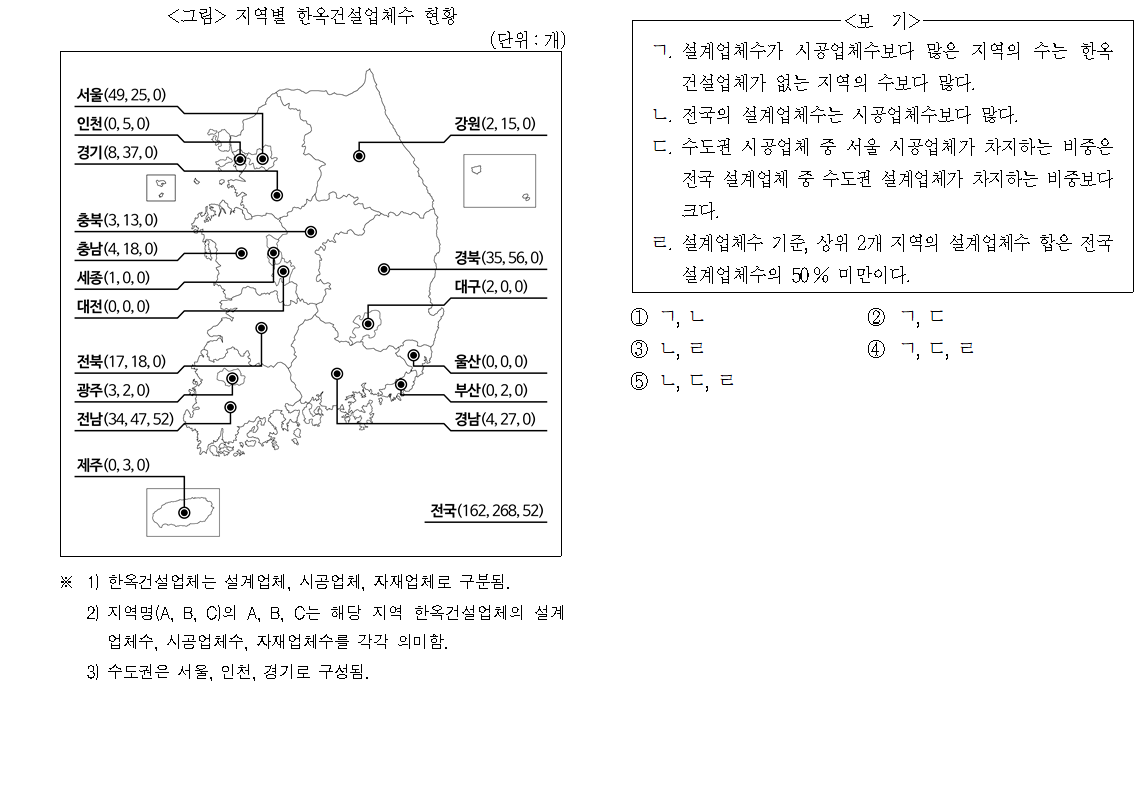 <그림> 지역별 한옥건설업체수 현황
(단위 : 개)
서울(49, 25, 0)
인천(0, 5, 0)
경기(8, 37, 0)
강원(2, 15, 0)
충북(3, 13, 0)
충남(4, 18, 0)
세종(1, 0, 0)
대전(0, 0, 0)
경북(35, 56, 0)
대구(2, 0, 0)
전북(17, 18, 0)
광주(3, 2, 0)
전남(34, 47, 52)
울산(0, 0, 0)
부산(0, 2, 0)
경남(4, 27, 0)
제주(0, 3, 0)
전국(162, 268, 52)
※ 1) 한옥건설업체는 설계업체, 시공업체, 자재업체로 구분됨.
2) 지역명(A, B, C)의 A, B, C는 해당 지역 한옥건설업체의 설계
업체수, 시공업체수, 자재업체수를 각각 의미함.
3) 수도권은 서울, 인천, 경기로 구성됨.
<보 기>
ㄱ. 설계업체수가 시공업체수보다 많은 지역의 수는 한옥
건설업체가 없는 지역의 수보다 많다.
ㄴ. 전국의 설계업체수는 시공업체수보다 많다.
ㄷ. 수도권 시공업체 중 서울 시공업체가 차지하는 비중은
전국 설계업체 중 수도권 설계업체가 차지하는 비중보다
크다.
ㄹ. 설계업체수 기준, 상위 2개 지역의 설계업체수 합은 전국
설계업체수의 50 % 미만이다.
① ㄱ, ㄴ ② ㄱ, ㄷ
③ ㄴ, ㄹ ④ ㄱ, ㄷ, ㄹ
⑤ ㄴ, ㄷ, ㄹ